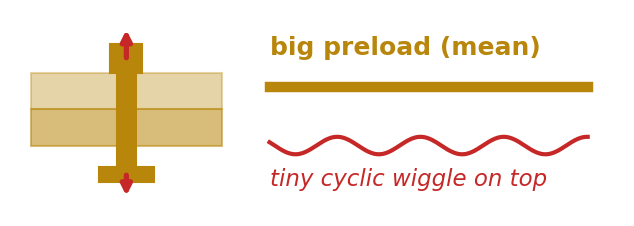 big preload (mean)
tiny cyclic wiggle on top